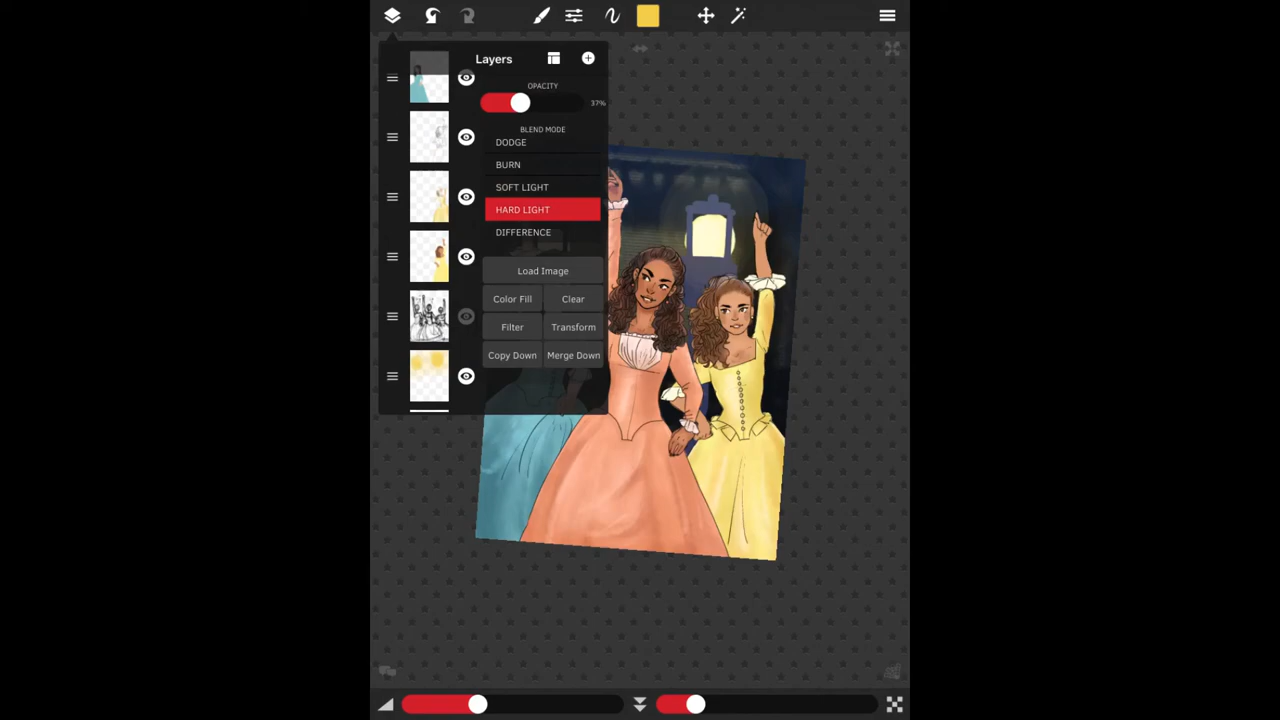 Layers
OPACITY
37%
BLEND MODE
DODGE
BURN
SOFT LIGHT
HARD LIGHT
DIFFERENCE
Load Image
Color Fill Clear
Filter Transform
Copy Down Merge Down